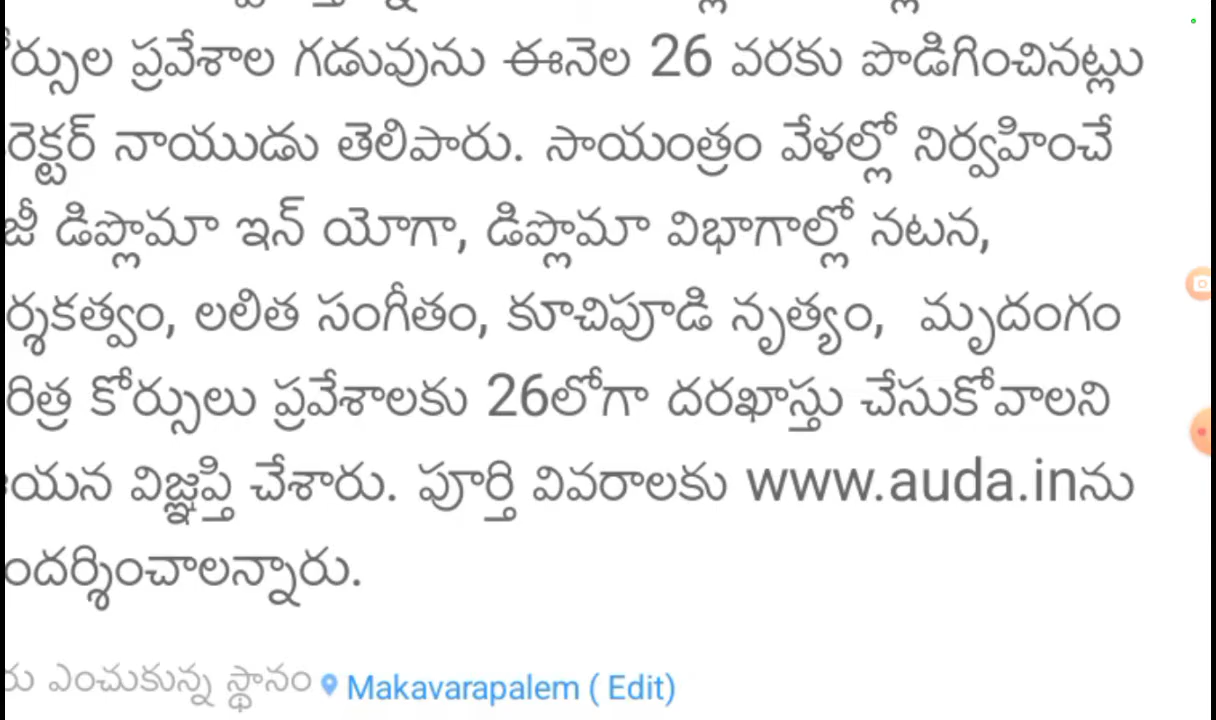 ర్సుల ప్రవేశాల గడువును ఈనెల 26 వరకు పొడిగించినట్లు
రెక్టర్ నాయుడు తెలిపారు. సాయంత్రం వేళల్లో నిర్వహించే
జీ డిప్లొమా ఇన్ యోగా, డిప్లొమా విభాగాల్లో నటన,
ర్శకత్వం, లలిత సంగీతం, కూచిపూడి నృత్యం, మృదంగం
రిత్ర కోర్సులు ప్రవేశాలకు 26లోగా దరఖాస్తు చేసుకోవాలని
యన విజ్ఞప్తి చేశారు. పూర్తి వివరాలకు www.auda.inను
ందర్శించాలన్నారు.
రు ఎంచుకున్న స్థానం Makavarapalem ( Edit)